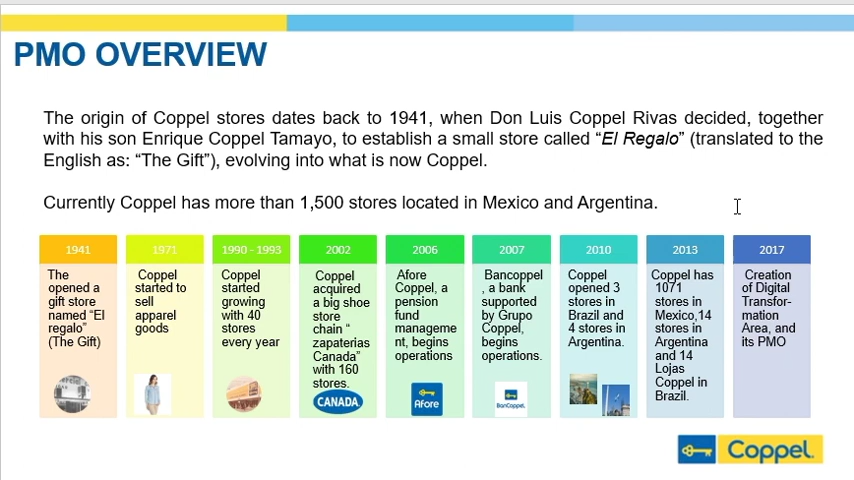 PMO OVERVIEW
The origin of Coppel stores dates back to 1941, when Don Luis Coppel Rivas decided, together
with his son Enrique Coppel Tamayo, to establish a small store called “El Regalo” (translated to the
English as: “The Gift”), evolving into what is now Coppel.
Currently Coppel has more than 1,500 stores located in Mexico and Argentina.
1941
The
opened a
gift store
named “El
regalo”
(The Gift)
1971
Coppel
started to
sell
apparel
goods
1990 - 1993
Coppel
started
growing
with 40
stores
every year
2002
Coppel
acquired
a big shoe
store
chain “
zapaterias
Canada”
with 160
stores.
CANADA.
2006
Afore
Coppel, a
pension
fund
manageme
nt, begins
operations
Afore
2007
Bancoppel
, a bank
supported
by Grupo
Coppel,
begins
operations.
BanCoppel
2010
Coppel
opened 3
stores in
Brazil and
4 stores in
Argentina.
2013
Coppel has
1071
stores in
Mexico,14
stores in
Argentina
and 14
Lojas
Coppel in
Brazil.
2017
Creation
of Digital
Transfor-
mation
Area, and
its PMO
Coppel.